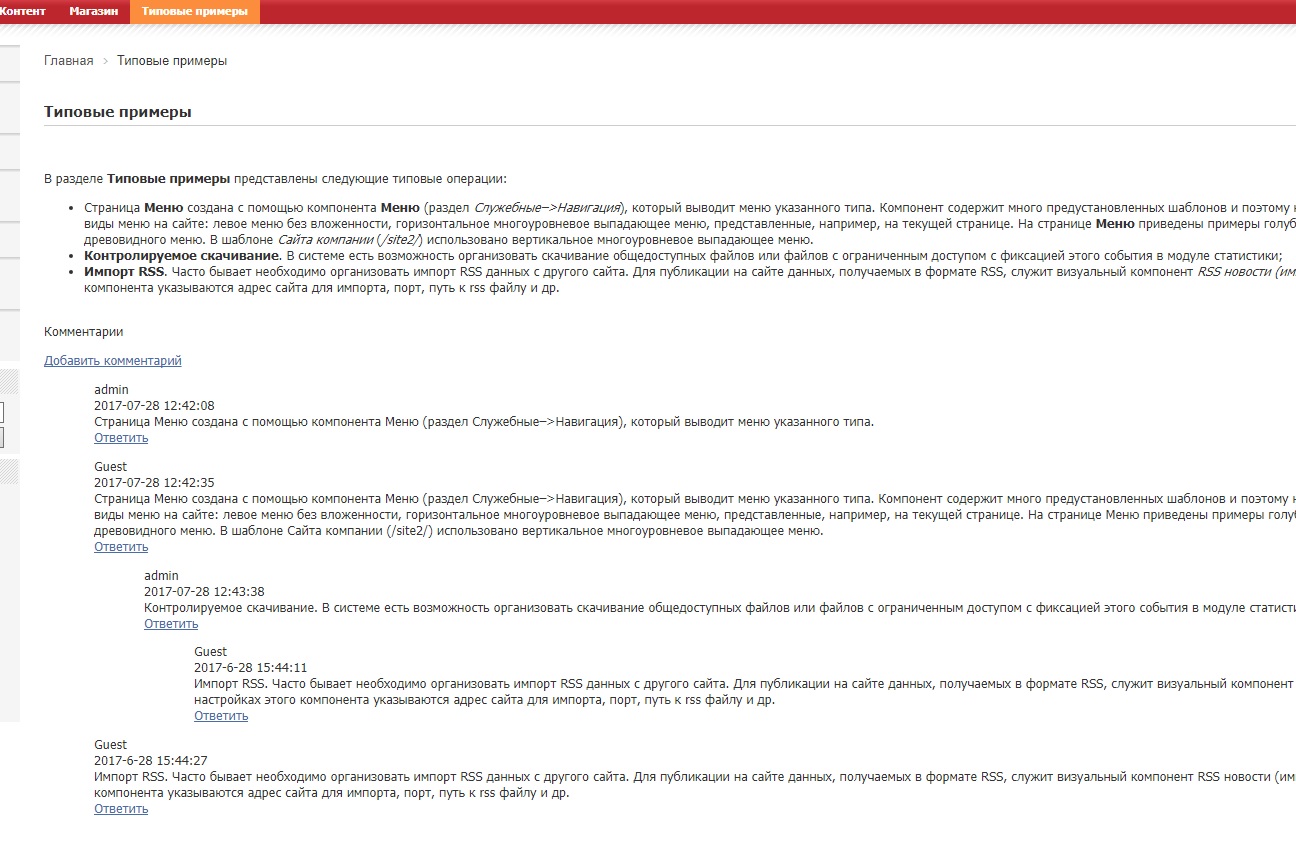 Контент Магазин Типовые примеры
Главная > Типовые примеры
Типовые примеры
В разделе Типовые примеры представлены следующие типовые операции:
• Страница Меню создана с помощью компонента Меню (раздел Служебные–>Навигация), который выводит меню указанного типа. Компонент содержит много предустановленных шаблонов и поэтому
виды меню на сайте: левое меню без вложенности, горизонтальное многоуровневое выпадающее меню, представленные, например, на текущей странице. На странице Меню приведены примеры
древовидного меню. В шаблоне Сайта компании (/site2/) использовано вертикальное многоуровневое выпадающее меню.
• Контролируемое скачивание. В системе есть возможность организовать скачивание общедоступных файлов или файлов с ограниченным доступом с фиксацией этого события в модуле статистики;
• Импорт RSS. Часто бывает необходимо организовать импорт RSS данных с другого сайта. Для публикации на сайте данных, получаемых в формате RSS, служит визуальный компонент RSS новости
компонента указываются адрес сайта для импорта, порт, путь к rss файлу и др.
Комментарии
Добавить комментарий
admin
2017-07-28 12:42:08
Страница Меню создана с помощью компонента Меню (раздел Служебные–>Навигация), который выводит меню указанного типа.
Ответить
Guest
2017-07-28 12:42:35
Страница Меню создана с помощью компонента Меню (раздел Служебные–>Навигация), который выводит меню указанного типа. Компонент содержит много предустановленных шаблонов и поэтому
виды меню на сайте: левое меню без вложенности, горизонтальное многоуровневое выпадающее меню, представленные, например, на текущей странице. На странице Меню приведены примеры
древовидного меню. В шаблоне Сайта компании (/site2/) использовано вертикальное многоуровневое выпадающее меню.
Ответить
admin
2017-07-28 12:43:38
Контролируемое скачивание. В системе есть возможность организовать скачивание общедоступных файлов или файлов с ограниченным доступом с фиксацией этого события в модуле
Ответить
Guest
2017-6-28 15:44:11
Импорт RSS. Часто бывает необходимо организовать импорт RSS данных с другого сайта. Для публикации на сайте данных, получаемых в формате RSS, служит визуальный компонент
настройках этого компонента указываются адрес сайта для импорта, порт, путь к rss файлу и др.
Ответить
Guest
2017-6-28 15:44:27
Импорт RSS. Часто бывает необходимо организовать импорт RSS данных с другого сайта. Для публикации на сайте данных, получаемых в формате RSS, служит визуальный компонент RSS новости
компонента указываются адрес сайта для импорта, порт, путь к rss файлу и др.
Ответить